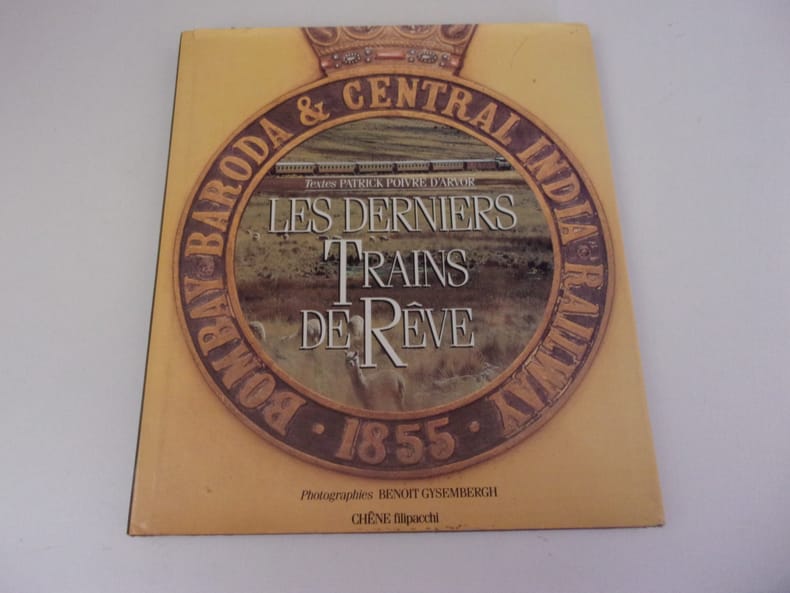 BOMBAY BARODA & CENTRAL INDIA RAILWAY
· 1855 ·
Textes PATRICK POIVRE D'ARVOR
LES DERNIERS
TRAINS
DE RÊVE
Photographies BENOIT GYSEMBERGH
CHÊNE filipacchi